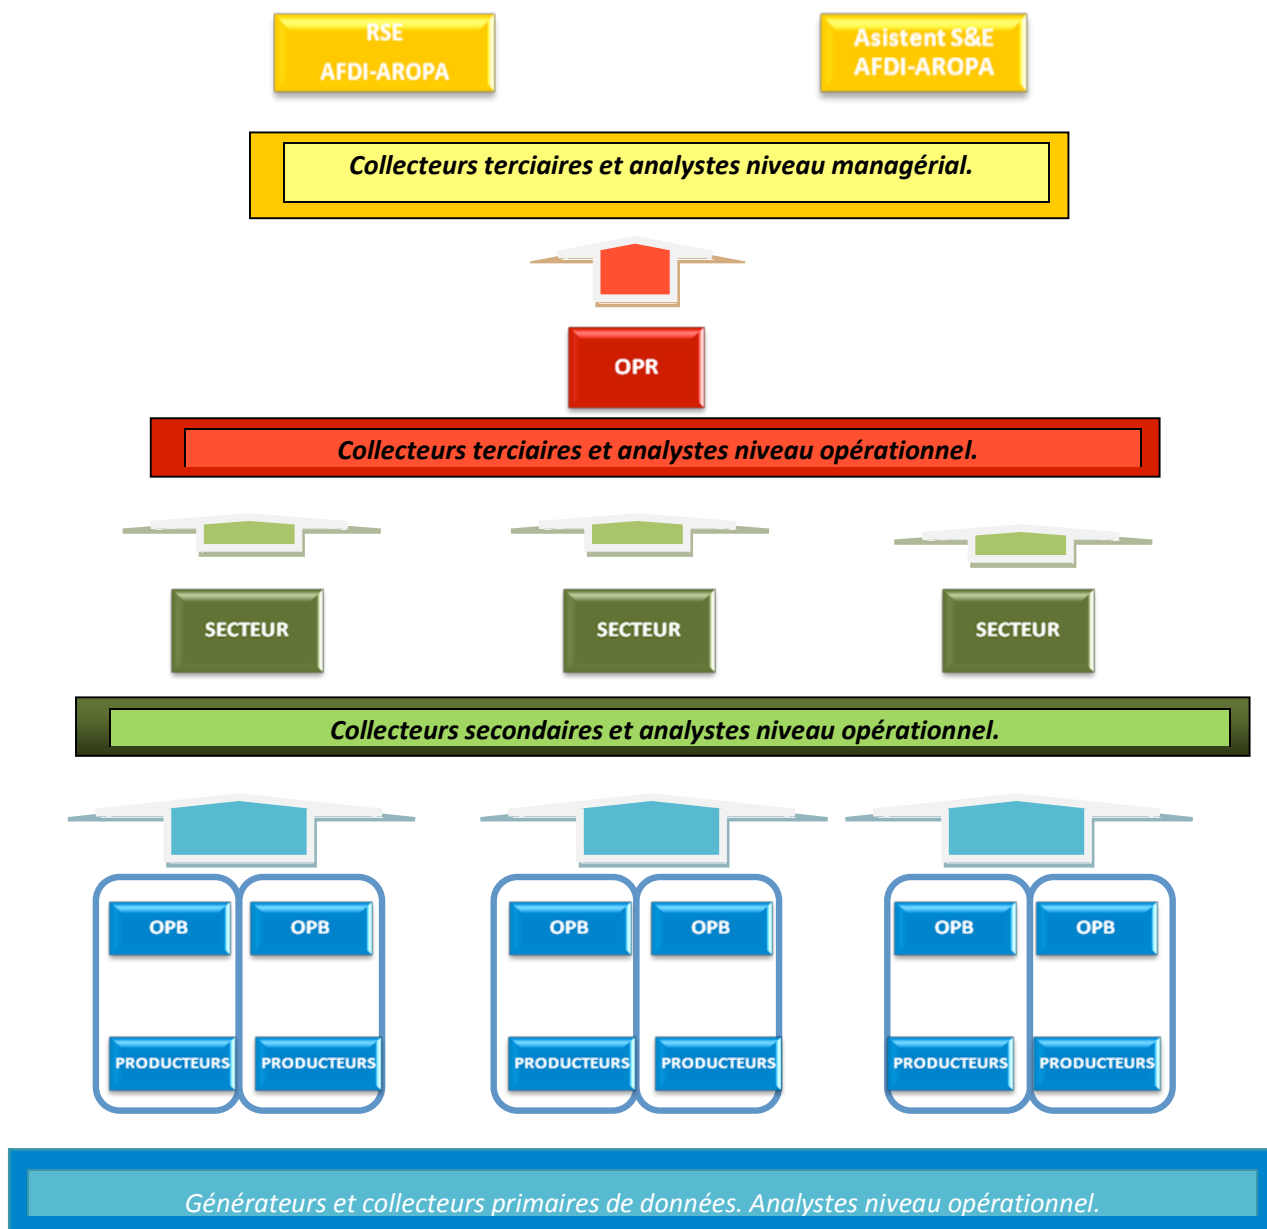 RSE
AFDI-AROPA
Asistent S&E
AFDI-AROPA
Collecteurs terciaires et analystes niveau managérial.
OPR
Collecteurs terciaires et analystes niveau opérationnel.
SECTEUR
SECTEUR
SECTEUR
Collecteurs secondaires et analystes niveau opérationnel.
OPB
OPB
OPB
OPB
OPB
OPB
PRODUCTEURS
PRODUCTEURS
PRODUCTEURS
PRODUCTEURS
PRODUCTEURS
PRODUCTEURS
Générateurs et collecteurs primaires de données. Analystes niveau opérationnel.